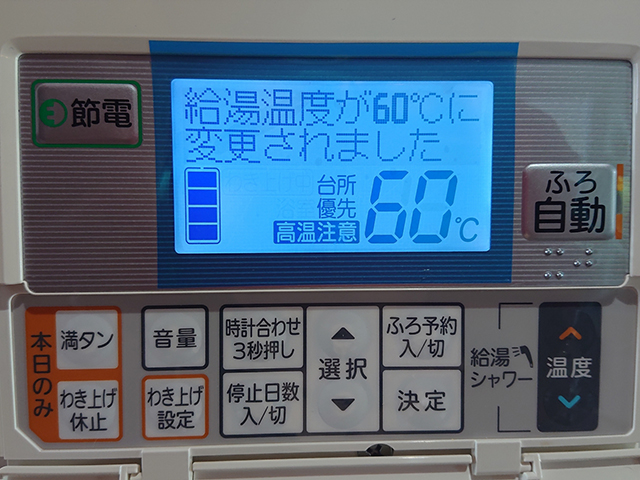 節電
給湯温度が60℃に
変更されました
台所
優先
高温注意
60℃
ふろ
自動
本日のみ
満タン
わき上げ
休止
音量
わき上げ
設定
時計合わせ
3秒押し
停止日数
入/切
選択
ふろ予約
入/切
決定
給湯
シャワー
温度